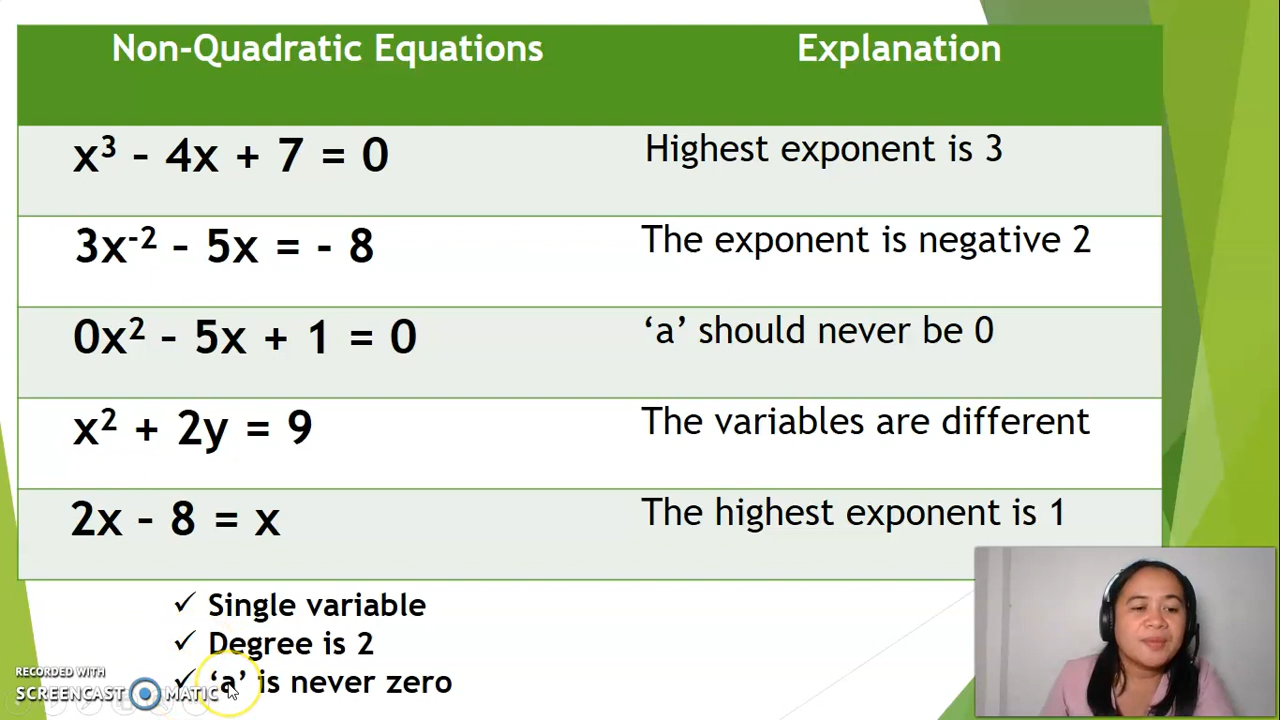 Non-Quadratic Equations Explanation
x³ – 4x + 7 = 0 Highest exponent is 3
3x⁻² – 5x = - 8 The exponent is negative 2
0x² – 5x + 1 = 0 ‘a’ should never be 0
x² + 2y = 9 The variables are different
2x – 8 = x The highest exponent is 1
✓ Single variable
✓ Degree is 2
✓ ‘a’ is never zero
RECORDED WITH
SCREENCAST MATIC